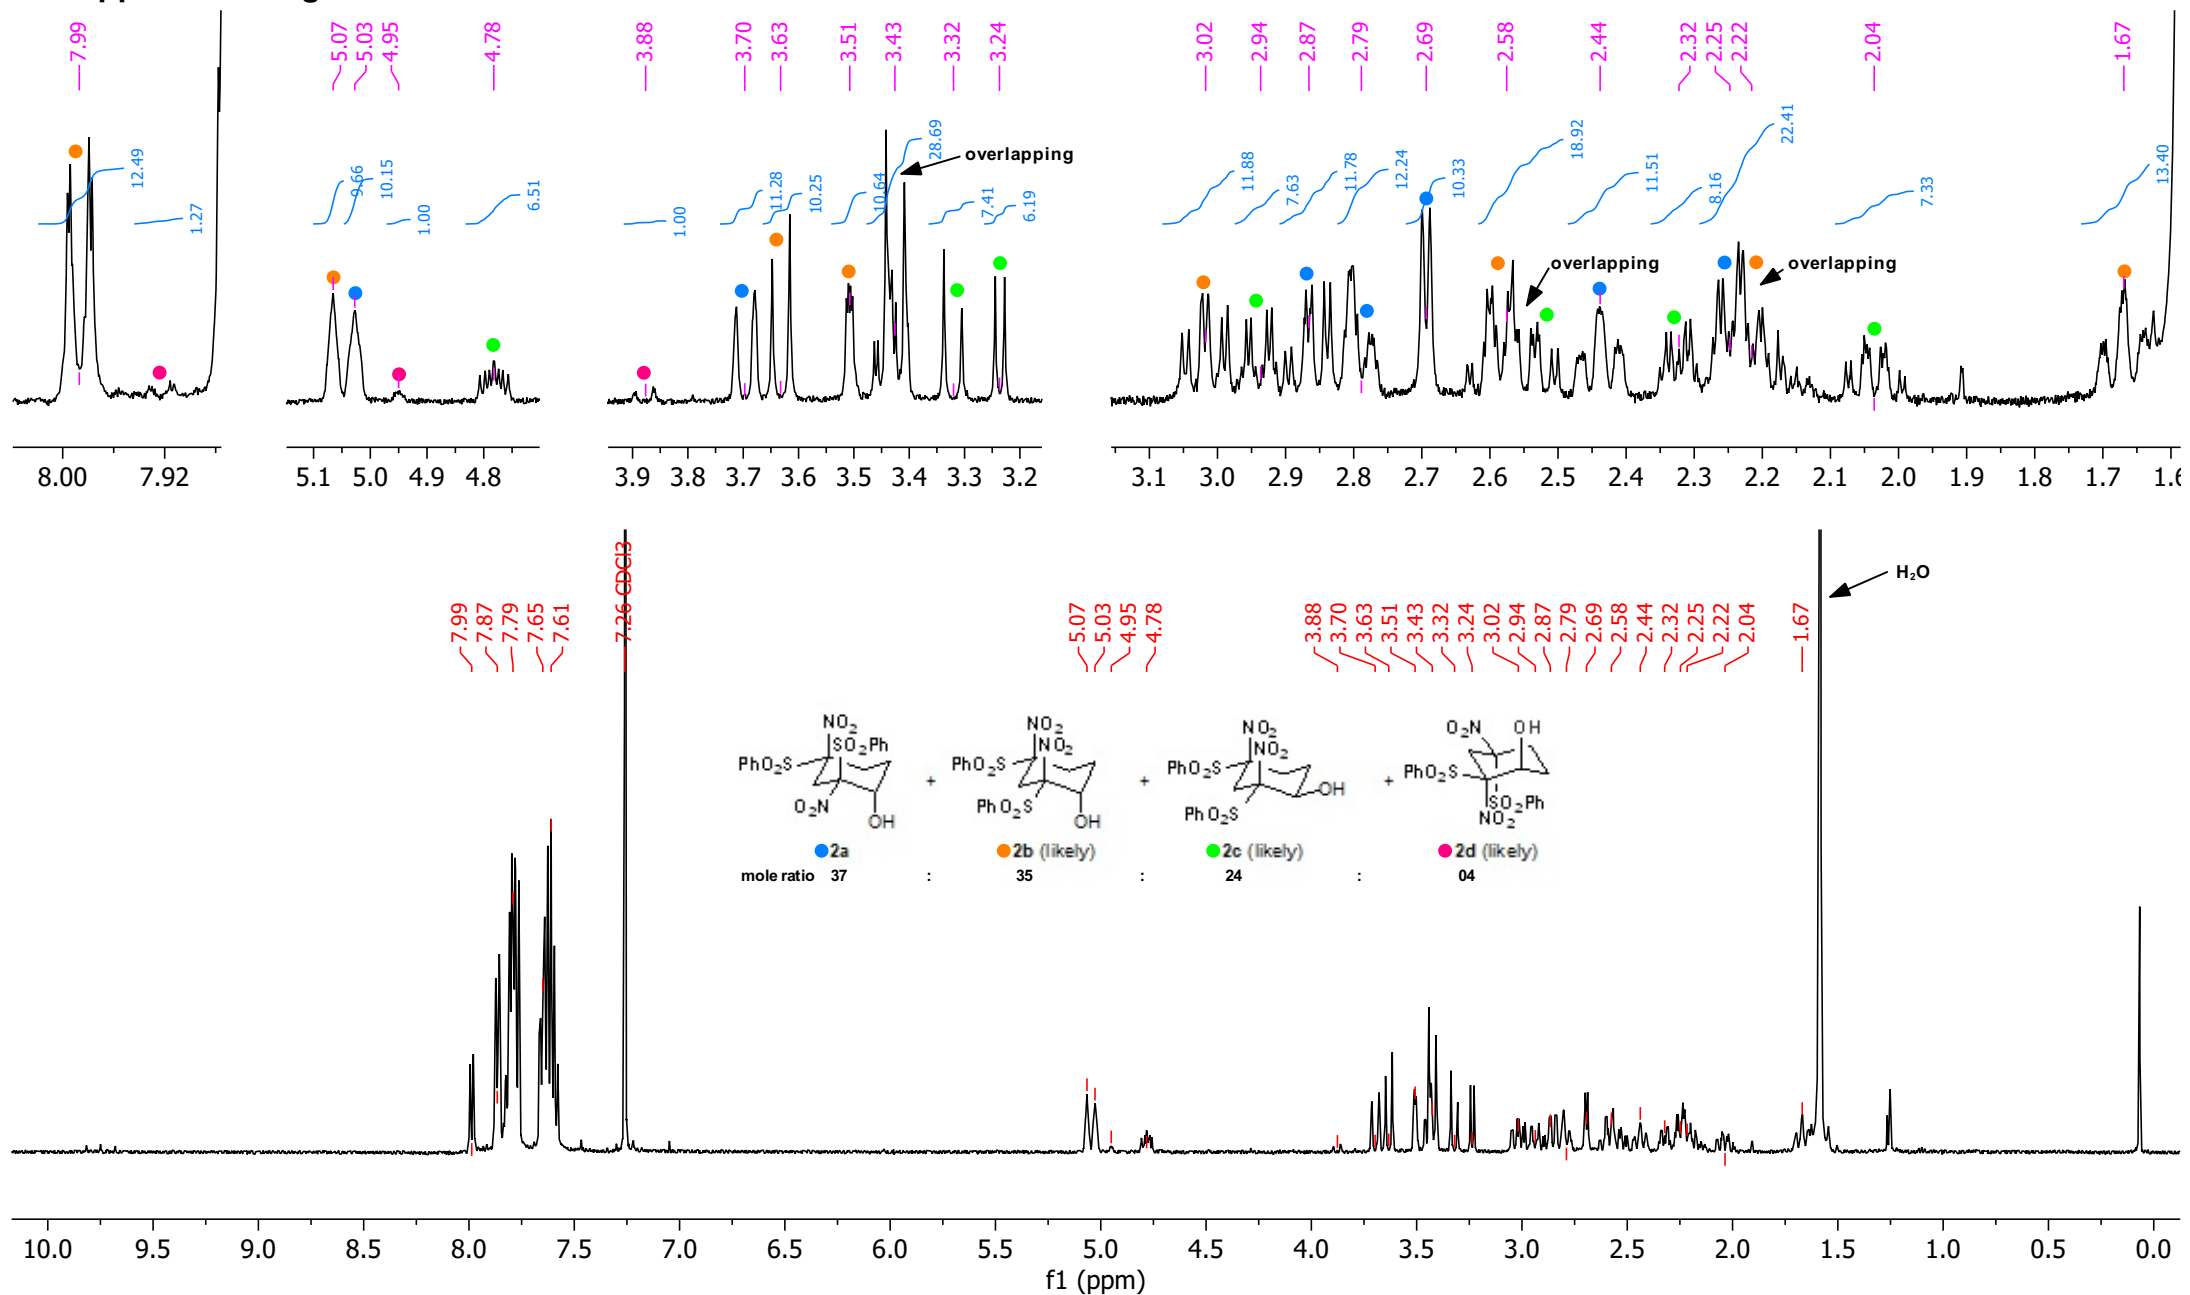 7.99 5.07 5.03 4.95 4.78 3.88 3.70 3.63 3.51 3.43 3.32 3.24 3.02 2.94 2.87 2.79 2.69 2.58 2.44 2.32 2.25 2.22 2.04 1.67
12.49 1.27 9.66 10.15 1.00 6.51 1.00 11.28 10.25 10.64 28.69 7.41 6.19 11.88 7.63 11.78 12.24 10.33 18.92 11.51 8.16 22.41 7.33 13.40
overlapping
overlapping
overlapping
8.00 7.92 5.1 5.0 4.9 4.8 3.9 3.8 3.7 3.6 3.5 3.4 3.3 3.2 3.1 3.0 2.9 2.8 2.7 2.6 2.5 2.4 2.3 2.2 2.1 2.0 1.9 1.8 1.7
H₂O
7.99 7.87 7.79 7.65 7.61 7.26 CDCl3 5.07 5.03 4.95 4.78 3.88 3.70 3.63 3.51 3.43 3.32 3.24 3.02 2.94 2.87 2.79 2.69 2.58 2.44 2.32 2.25 2.22 2.04 1.67
NO₂ SO₂Ph PhO₂S O₂N OH
+
NO₂ NO₂ PhO₂S PhO₂S OH
+
NO₂ NO₂ PhO₂S PhO₂S OH
+
O₂N OH PhO₂S SO₂Ph NO₂
2a 2b (likely) 2c (likely) 2d (likely)
mole ratio 37 : 35 : 24 : 04
10.0 9.5 9.0 8.5 8.0 7.5 7.0 6.5 6.0 5.5 5.0 4.5 4.0 3.5 3.0 2.5 2.0 1.5 1.0 0.5 0.0
f1 (ppm)